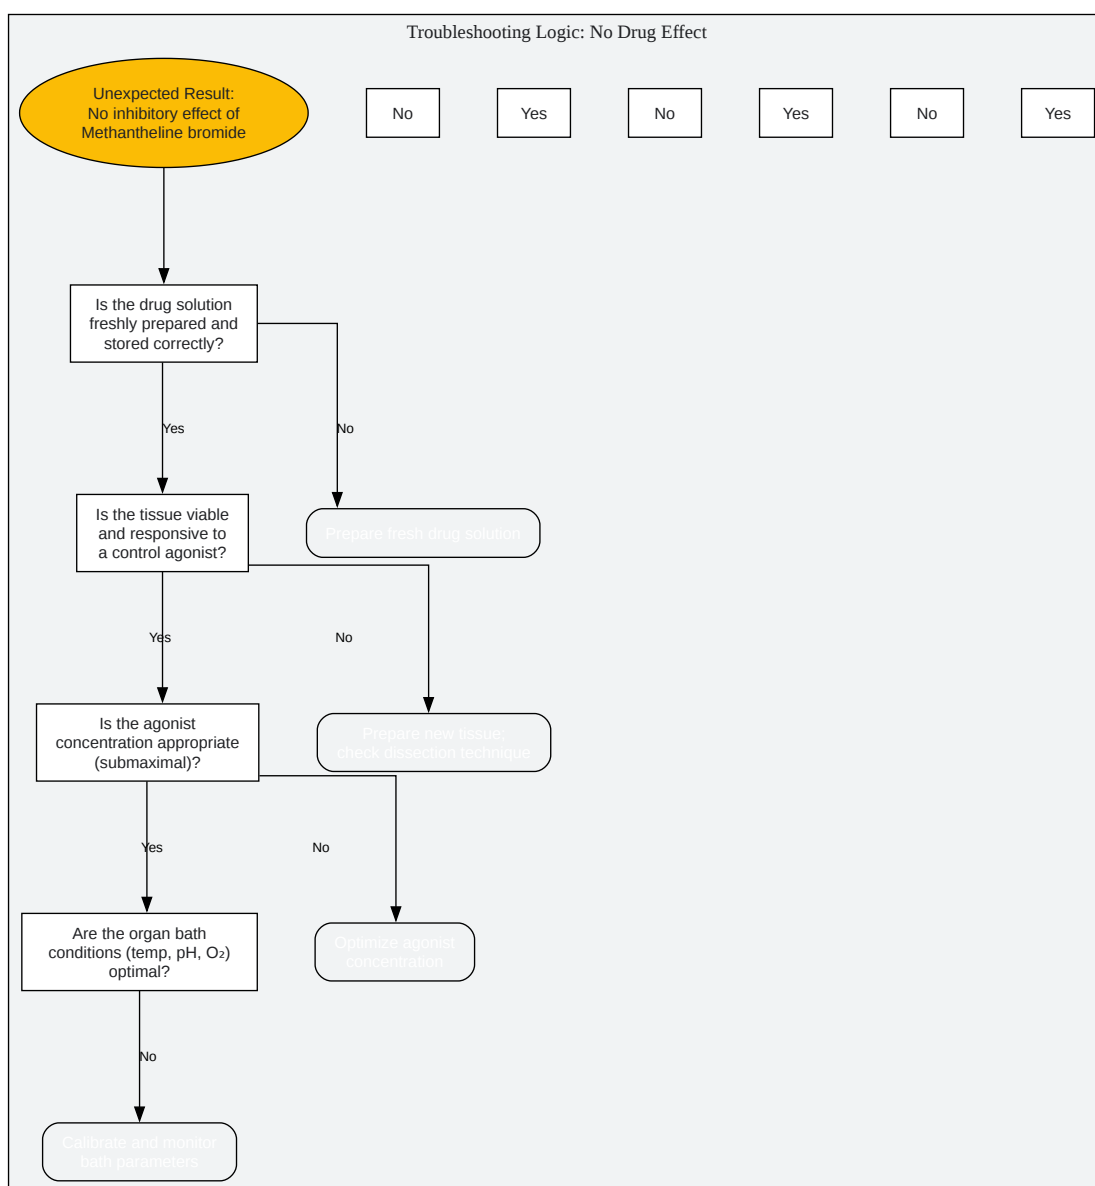 Troubleshooting Logic: No Drug Effect
Unexpected Result:
No inhibitory effect of
Methantheline bromide
No
Yes
No
Yes
No
Yes
Is the drug solution
freshly prepared and
stored correctly?
Yes
No
Is the tissue viable
and responsive to
a control agonist?
Prepare fresh drug solution
Yes
No
Is the agonist
concentration appropriate
(submaximal)?
Prepare new tissue;
check dissection technique
Yes
No
Are the organ bath
conditions (temp, pH, O₂)
optimal?
Optimize agonist
concentration
No
Calibrate and monitor
bath parameters